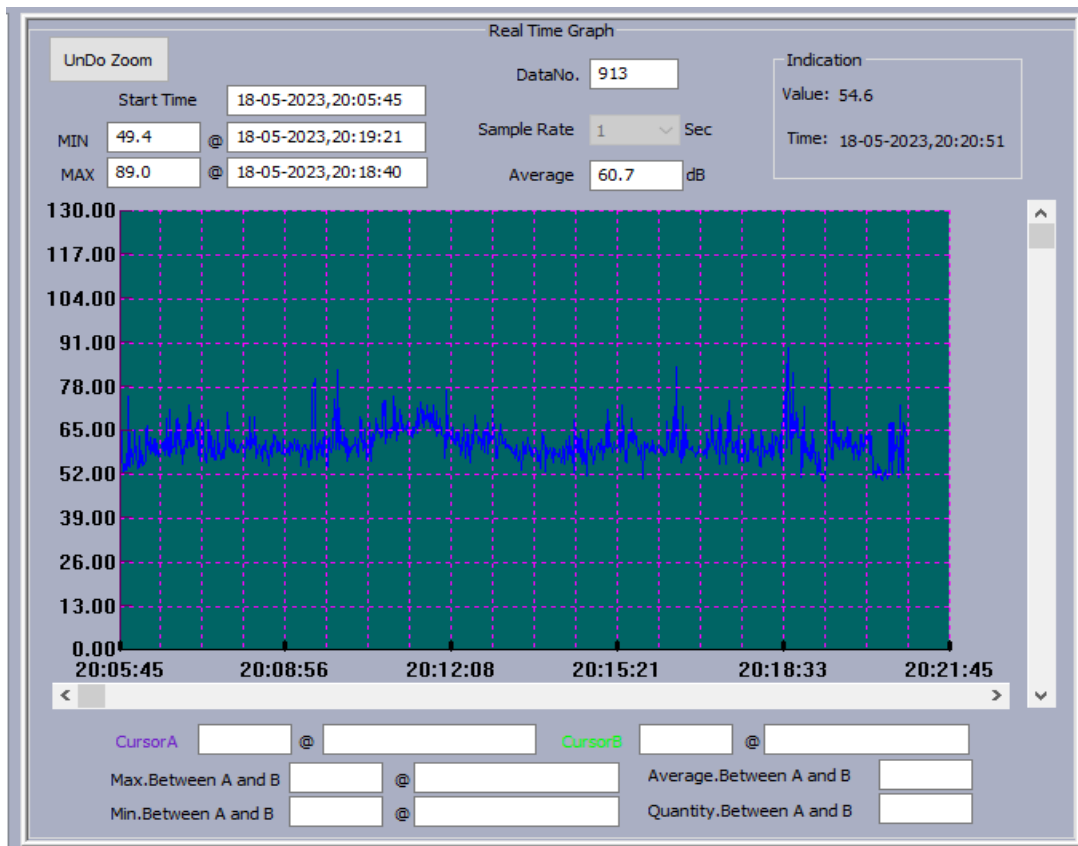 Real Time Graph
UnDo Zoom
DataNo. 913
Indication
Value: 54.6
Start Time 18-05-2023,20:05:45
MIN 49.4 @ 18-05-2023,20:19:21
Sample Rate 1 Sec
Time: 18-05-2023,20:20:51
MAX 89.0 @ 18-05-2023,20:18:40
Average 60.7 dB
130.00
117.00
104.00
91.00
78.00
65.00
52.00
39.00
26.00
13.00
0.00
20:05:45 20:08:56 20:12:08 20:15:21 20:18:33 20:21:45
CursorA @ CursorB @
Max.Between A and B @ Average.Between A and B
Min.Between A and B @ Quantity.Between A and B